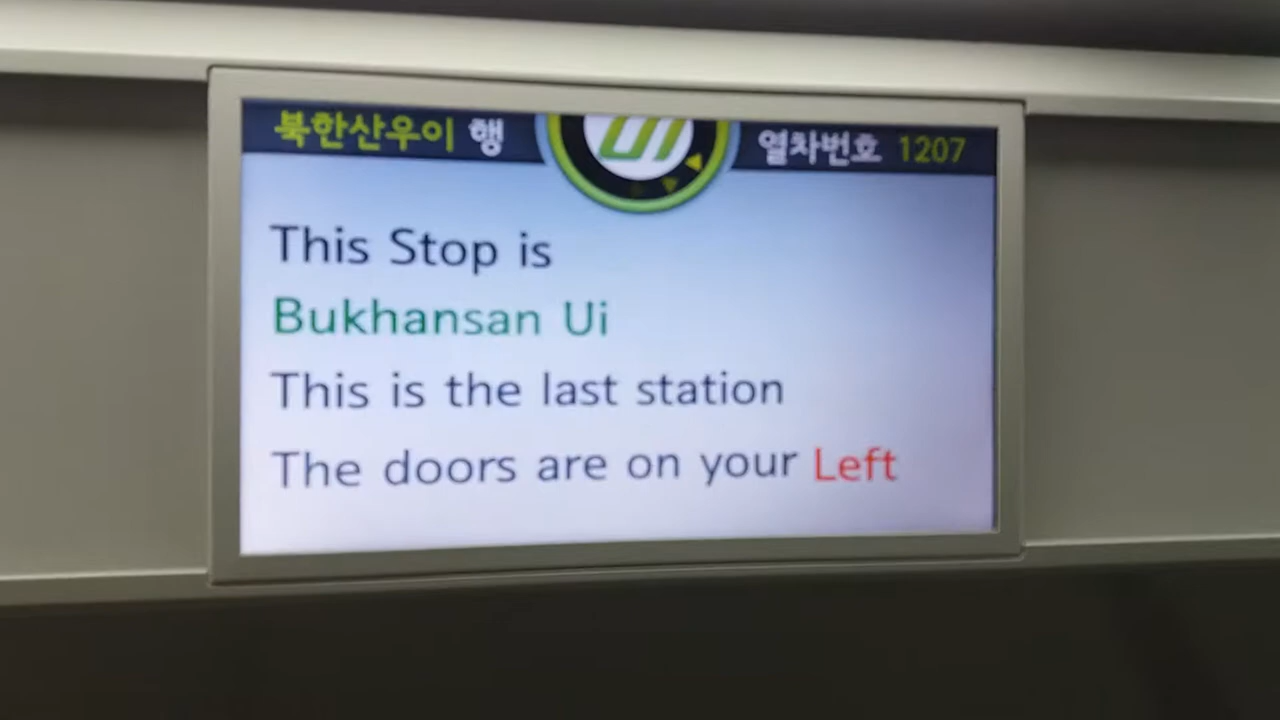 북한산우이 행
UI
열차번호 1207
This Stop is
Bukhansan Ui
This is the last station
The doors are on your Left